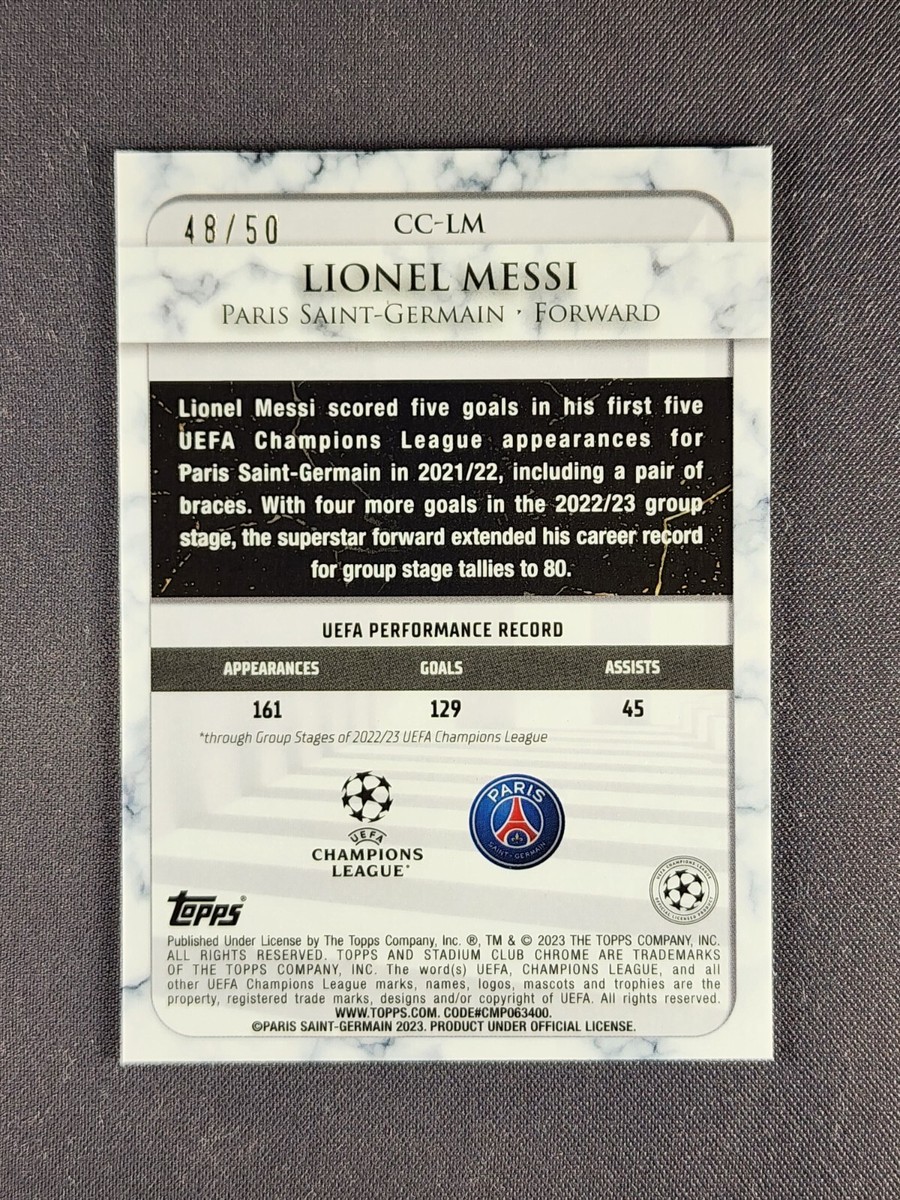 48/50
CC-LM
LIONEL MESSI
PARIS SAINT-GERMAIN · FORWARD
Lionel Messi scored five goals in his first five
UEFA Champions League appearances for
Paris Saint-Germain in 2021/22, including a pair of
braces. With four more goals in the 2022/23 group
stage, the superstar forward extended his career record
for group stage tallies to 80.
UEFA PERFORMANCE RECORD
APPEARANCES GOALS ASSISTS
161 129 45
*through Group Stages of 2022/23 UEFA Champions League
UEFA
CHAMPIONS
LEAGUE®
PARIS
SAINT-GERMAIN
UEFA CHAMPIONS LEAGUE
OFFICIAL LICENSED PRODUCT
Topps®
Published Under License by The Topps Company, Inc. ®, TM & © 2023 THE TOPPS COMPANY, INC.
ALL RIGHTS RESERVED. TOPPS AND STADIUM CLUB CHROME ARE TRADEMARKS
OF THE TOPPS COMPANY, INC. The word(s) UEFA, CHAMPIONS LEAGUE, and all
other UEFA Champions League marks, names, logos, mascots and trophies are the
property, registered trade marks, designs and/or copyright of UEFA. All rights reserved.
WWW.TOPPS.COM. CODE#CMP063400.
©PARIS SAINT-GERMAIN 2023. PRODUCT UNDER OFFICIAL LICENSE.